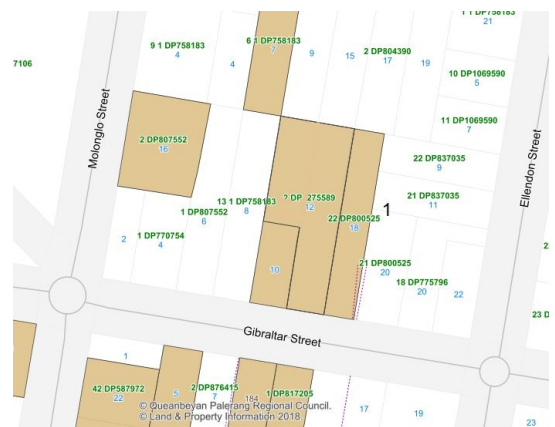 1 1 DP758183
21
9 1 DP758183
4
4
6 1 DP758183
7
9
15
2 DP804390
17
19
10 DP1069590
5
7106
11 DP1069590
7
Molonglo Street
2 DP807552
16
22 DP837035
9
Ellendon Street
21 DP837035
11
13 1 DP758183
8
? DP 275589
12
22 DP800525
18
1
1 DP807552
6
2
1 DP770754
4
10
21 DP800525
20
18 DP775796
20
22
23 D
Gibraltar Street
1
42 DP587972
22
5
2 DP876415
7
184
1 DP817205
17
19
23
© Queanbeyan Palerang Regional Council.
© Land & Property Information 2018.